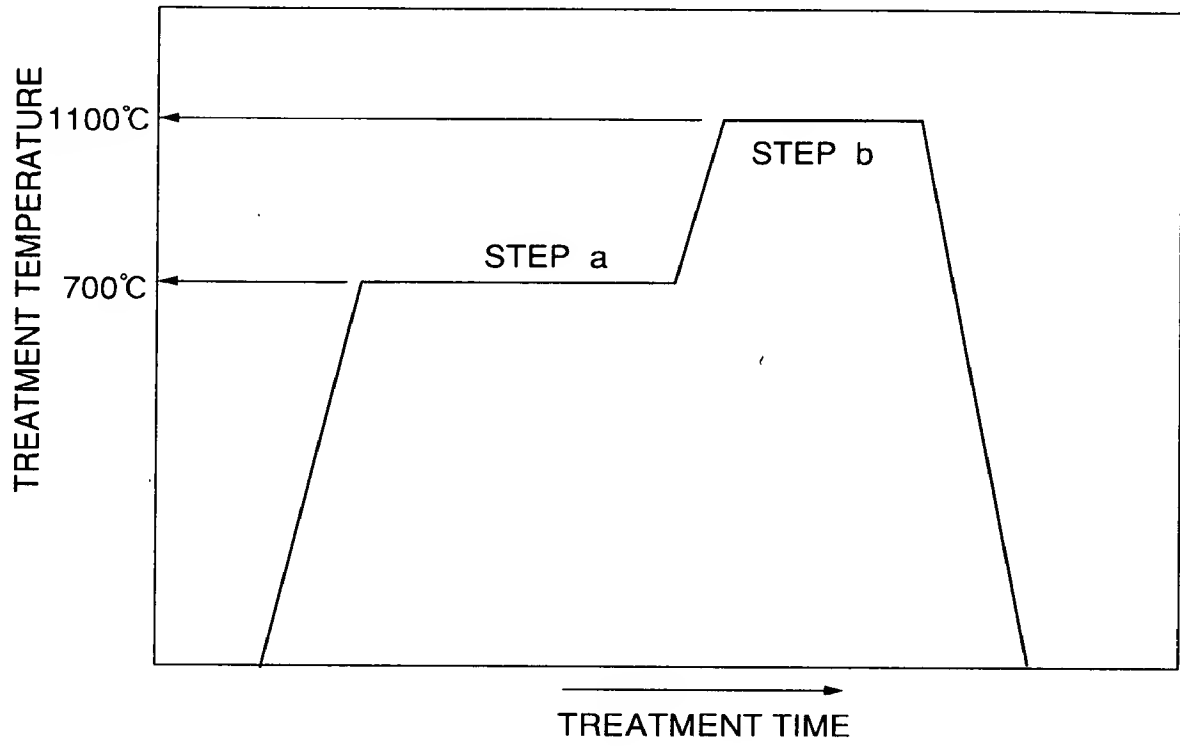 TREATMENT TEMPERATURE
1100°C
STEP b
STEP a
700°C
TREATMENT TIME